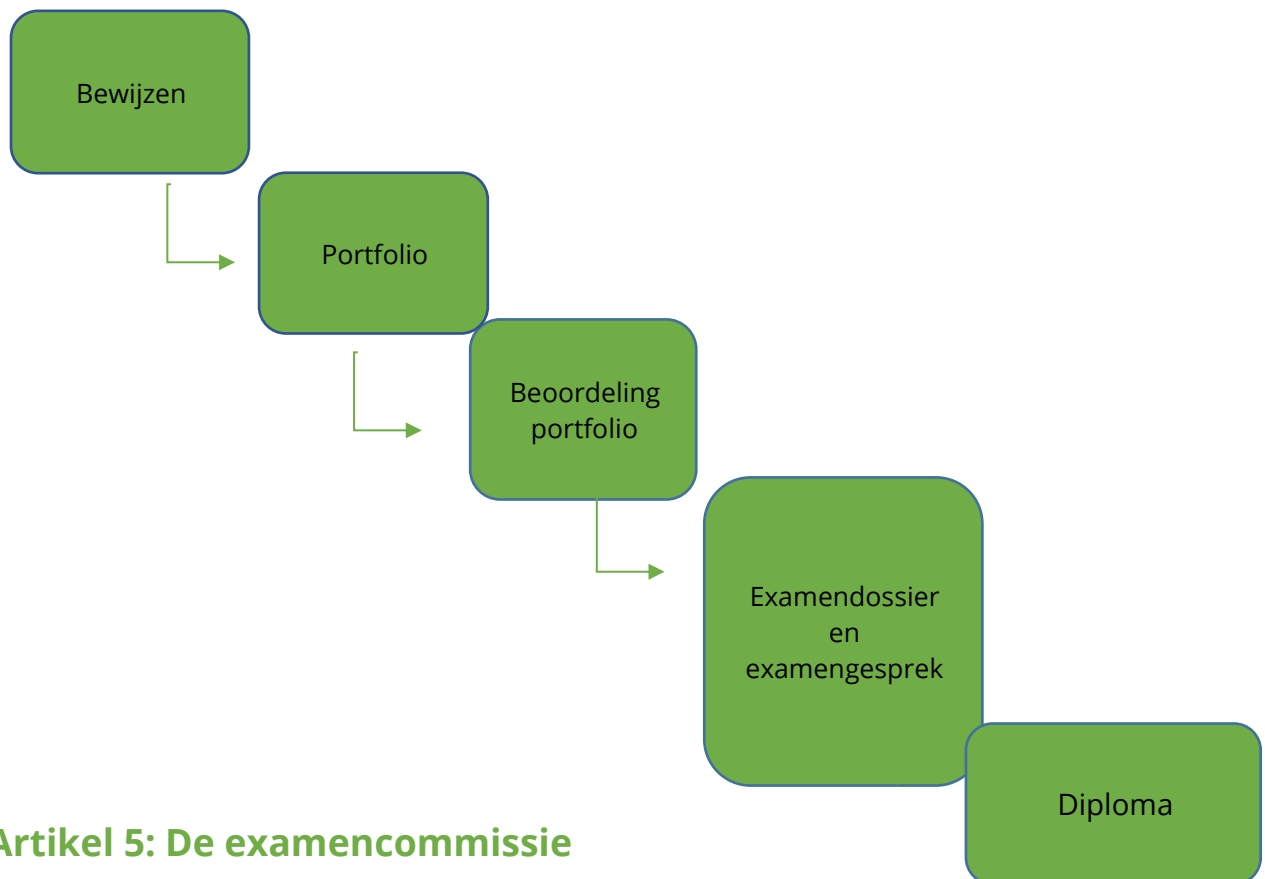 Bewijzen
Portfolio
Beoordeling
portfolio
Examendossier
en
examengesprek
Diploma
Artikel 5: De examencommissie